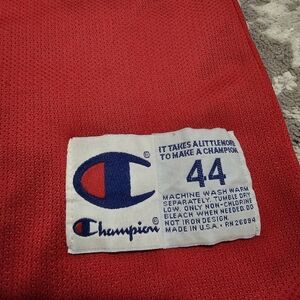 IT TAKES A LITTLE MORE
TO MAKE A CHAMPION
©
44
MACHINE WASH WARM
SEPARATELY. TUMBLE DRY
LOW. ONLY NON-CHLORINE
BLEACH WHEN NEEDED. DO
NOT IRON DESIGN.
MADE IN U.S.A. • RN 26094
Champion
©